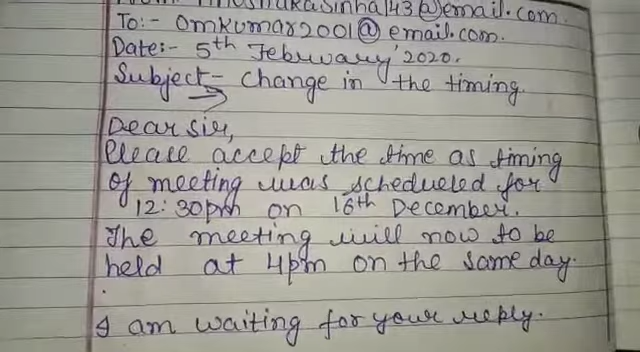 To:- Omkumar2001@email.com.
Date:- 5th February' 2020.
Subject- Change in the timing.
Dear sir,
Please accept the time as timing
of meeting was scheduled for
12:30pm on 16th December.
The meeting will now to be
held at 4pm on the same day.
I am waiting for your reply.